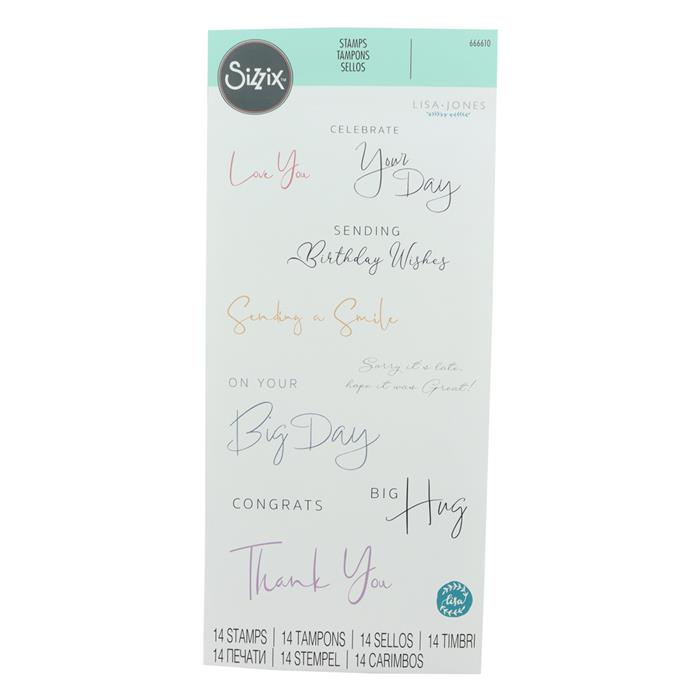 Sizzix
STAMPS
TAMPONS
SELLOS
666610
LISA·JONES
CELEBRATE
Love You
Your
Day
SENDING
Birthday Wishes
Sending a Smile
Sorry it's late,
hope it was Great!
ON YOUR
Big Day
BIG
Hug
CONGRATS
Thank You
lisa
14 STAMPS | 14 TAMPONS | 14 SELLOS | 14 TIMBRI
14 ПЕЧАТИ | 14 STEMPEL | 14 CARIMBOS